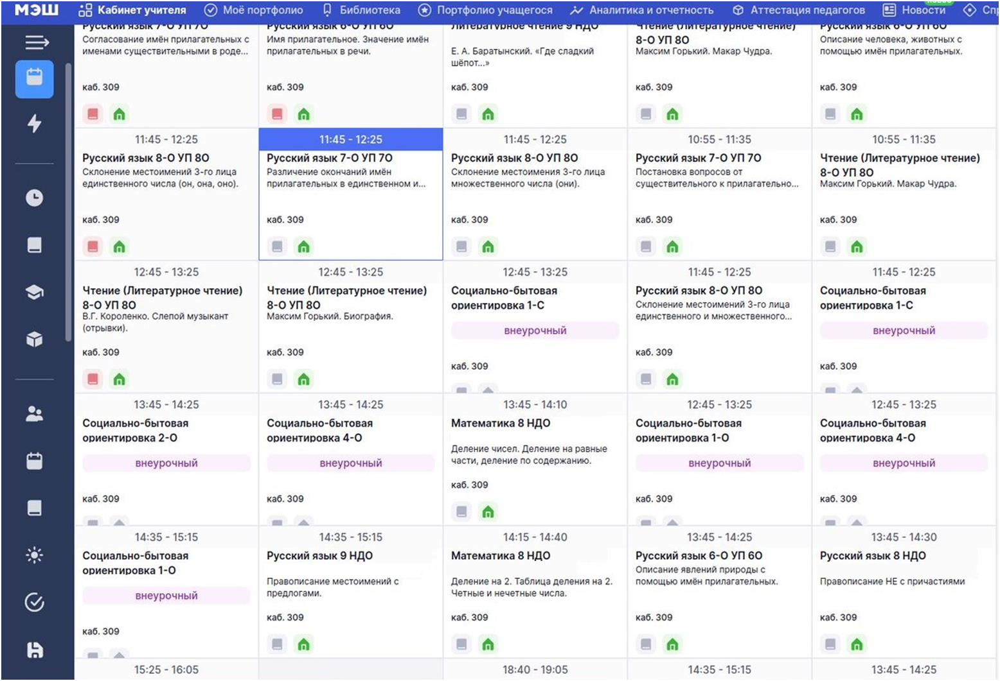 МЭШ Кабинет учителя Моё портфолио Библиотека Портфолио учащегося Аналитика и отчетность Аттестация педагогов Новости
Русский язык 7-О УП 7О
Согласование имён прилагательных с
именами существительными в роде...
каб. 309
Русский язык 6-О УП 6О
Имя прилагательное. Значение имён
прилагательных в речи.
каб. 309
Литературное чтение 9 НДО
Е. А. Баратынский. «Где сладкий
шёпот...»
каб. 309
Чтение (Литературное чтение)
8-О УП 8О
Максим Горький. Макар Чудра.
каб. 309
Русский язык 6-О УП 6О
Описание человека, животных с
помощью имён прилагательных.
каб. 309
11:45 - 12:25
Русский язык 8-О УП 8О
Склонение местоимений 3-го лица
единственного числа (он, она, оно).
каб. 309
11:45 - 12:25
Русский язык 7-О УП 7О
Различение окончаний имён
прилагательных в единственном и...
каб. 309
11:45 - 12:25
Русский язык 8-О УП 8О
Склонение местоимения 3-го лица
множественного числа (они).
каб. 309
10:55 - 11:35
Русский язык 7-О УП 7О
Постановка вопросов от
существительного к прилагательно...
каб. 309
10:55 - 11:35
Чтение (Литературное чтение)
8-О УП 8О
Максим Горький. Макар Чудра.
каб. 309
12:45 - 13:25
Чтение (Литературное чтение)
8-О УП 8О
В.Г. Короленко. Слепой музыкант
(отрывки).
каб. 309
12:45 - 13:25
Чтение (Литературное чтение)
8-О УП 8О
Максим Горький. Биография.
каб. 309
12:45 - 13:25
Социально-бытовая
ориентировка 1-С
внеурочный
каб. 309
11:45 - 12:25
Русский язык 8-О УП 8О
Склонение местоимений 3-го лица
единственного и множественного...
каб. 309
11:45 - 12:25
Социально-бытовая
ориентировка 1-С
внеурочный
каб. 309
13:45 - 14:25
Социально-бытовая
ориентировка 2-О
внеурочный
каб. 309
13:45 - 14:25
Социально-бытовая
ориентировка 4-О
внеурочный
каб. 309
13:45 - 14:10
Математика 8 НДО
Деление чисел. Деление на равные
части, деление по содержанию.
каб. 309
12:45 - 13:25
Социально-бытовая
ориентировка 1-О
внеурочный
каб. 309
12:45 - 13:25
Социально-бытовая
ориентировка 4-О
внеурочный
каб. 309
14:35 - 15:15
Социально-бытовая
ориентировка 1-О
внеурочный
каб. 309
14:35 - 15:15
Русский язык 9 НДО
Правописание местоимений с
предлогами.
каб. 309
14:15 - 14:40
Математика 8 НДО
Деление на 2. Таблица деления на 2.
Четные и нечетные числа.
каб. 309
13:45 - 14:25
Русский язык 6-О УП 6О
Описание явлений природы с
помощью имён прилагательных.
каб. 309
13:45 - 14:30
Русский язык 8 НДО
Правописание НЕ с причастиями
каб. 309
15:25 - 16:05
18:40 - 19:05
14:35 - 15:15
13:45 - 14:25